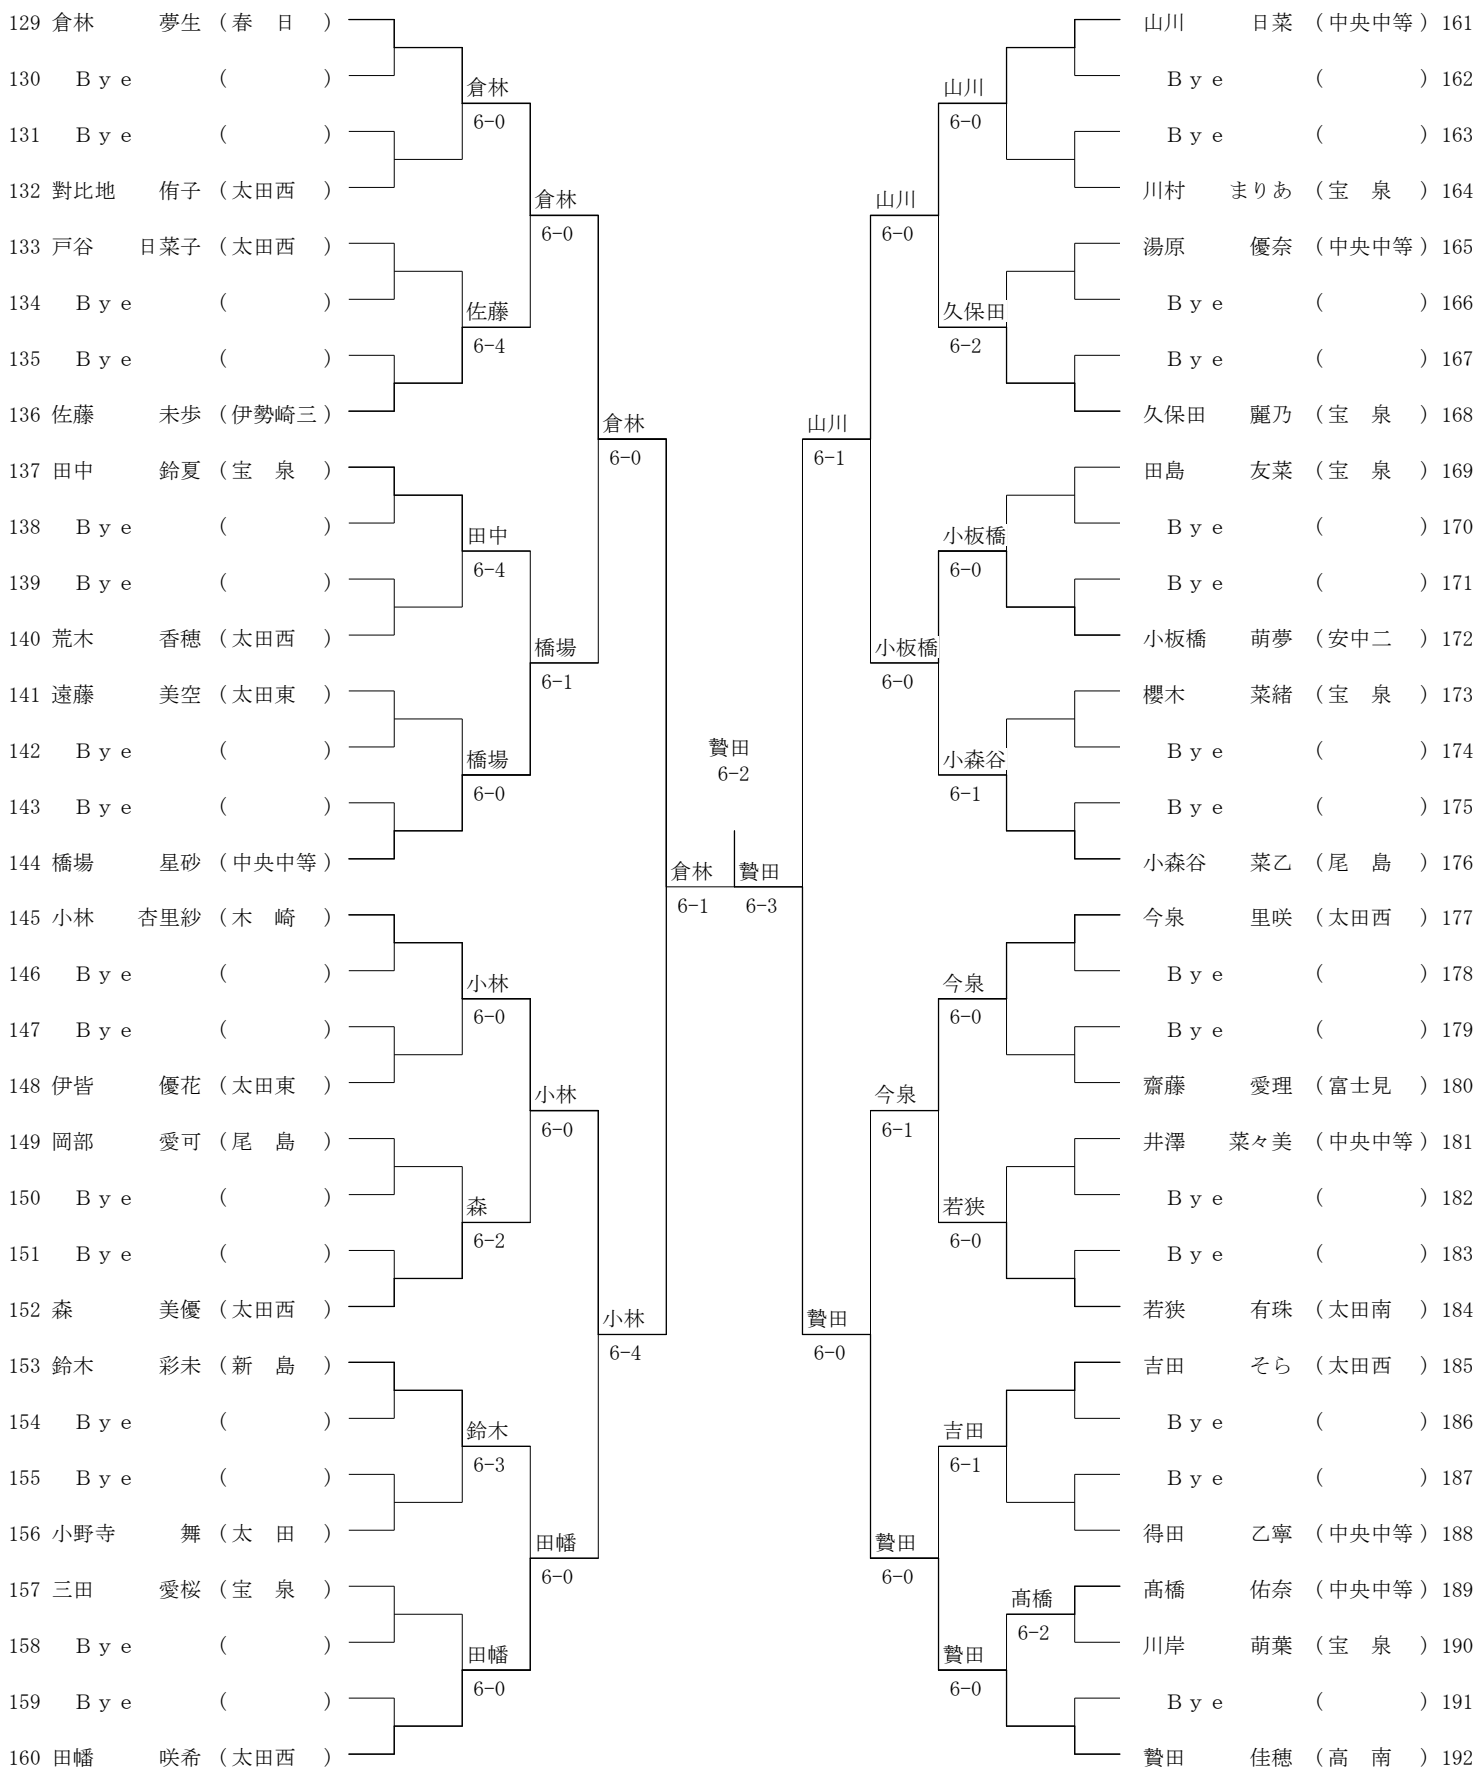 129 倉林 夢生 (春 日)
130 Bye ( )
倉林
6-0
131 Bye ( )
132 對比地 侑子 (太田西)
倉林
6-0
133 戸谷 日菜子 (太田西)
134 Bye ( )
佐藤
6-4
135 Bye ( )
136 佐藤 未歩 (伊勢崎三)
倉林
6-0
137 田中 鈴夏 (宝 泉)
138 Bye ( )
田中
6-4
139 Bye ( )
140 荒木 香穂 (太田西)
橋場
6-1
141 遠藤 美空 (太田東)
142 Bye ( )
橋場
6-0
143 Bye ( )
144 橋場 星砂 (中央中等)
倉林
6-1
145 小林 杏里紗 (木 崎)
146 Bye ( )
小林
6-0
147 Bye ( )
148 伊皆 優花 (太田東)
小林
6-0
149 岡部 愛可 (尾 島)
150 Bye ( )
森
6-2
151 Bye ( )
152 森 美優 (太田西)
小林
6-4
153 鈴木 彩未 (新 島)
154 Bye ( )
鈴木
6-3
155 Bye ( )
156 小野寺 舞 (太 田)
田幡
6-0
157 三田 愛桜 (宝 泉)
158 Bye ( )
田幡
6-0
159 Bye ( )
160 田幡 咲希 (太田西)
贄田
6-2
山川 日菜 (中央中等) 161
Bye ( ) 162
山川
6-0
Bye ( ) 163
川村 まりあ (宝 泉) 164
山川
6-0
湯原 優奈 (中央中等) 165
Bye ( ) 166
久保田
6-2
Bye ( ) 167
久保田 麗乃 (宝 泉) 168
山川
6-1
田島 友菜 (宝 泉) 169
Bye ( ) 170
小板橋
6-0
Bye ( ) 171
小板橋 萌夢 (安中二) 172
小板橋
6-0
櫻木 菜緒 (宝 泉) 173
Bye ( ) 174
小森谷
6-1
Bye ( ) 175
小森谷 菜乙 (尾 島) 176
贄田
6-3
今泉 里咲 (太田西) 177
Bye ( ) 178
今泉
6-0
Bye ( ) 179
齋藤 愛理 (富士見) 180
今泉
6-1
井澤 菜々美 (中央中等) 181
Bye ( ) 182
若狭
6-0
Bye ( ) 183
若狭 有珠 (太田南) 184
贄田
6-0
吉田 そら (太田西) 185
Bye ( ) 186
吉田
6-1
Bye ( ) 187
得田 乙寧 (中央中等) 188
贄田
6-0
髙橋 佑奈 (中央中等) 189
髙橋
6-2
川岸 萌葉 (宝 泉) 190
贄田
6-0
Bye ( ) 191
贄田 佳穂 (高 南) 192